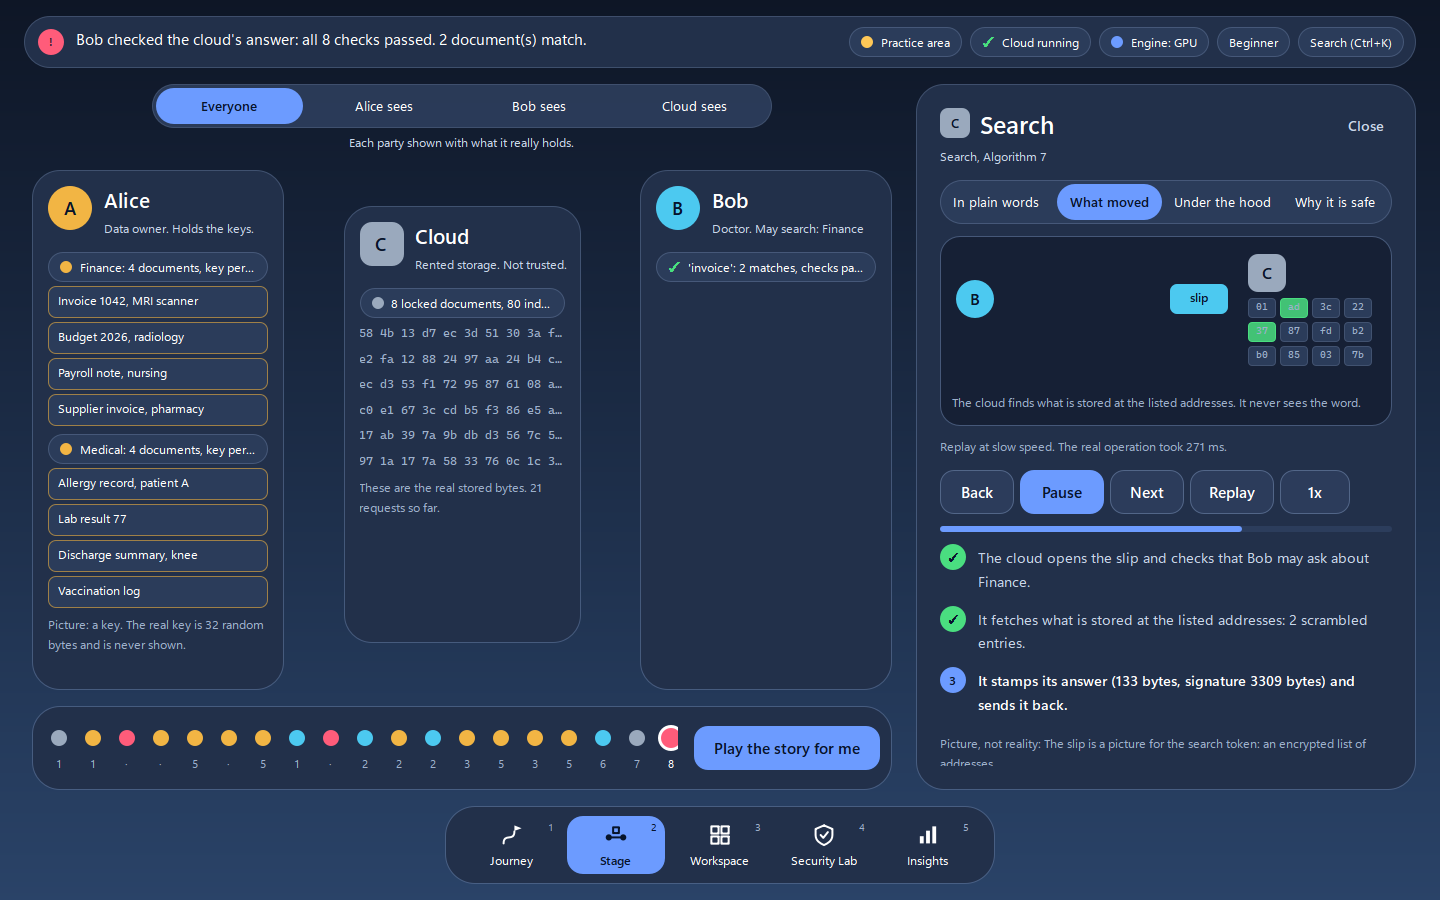 ! Bob checked the cloud's answer: all 8 checks passed. 2 document(s) match.
Practice area
Cloud running
Engine: GPU
Beginner
Search (Ctrl+K)
Everyone
Alice sees
Bob sees
Cloud sees
Each party shown with what it really holds.
A
Alice
Data owner. Holds the keys.
Finance: 4 documents, key per...
Invoice 1042, MRI scanner
Budget 2026, radiology
Payroll note, nursing
Supplier invoice, pharmacy
Medical: 4 documents, key per...
Allergy record, patient A
Lab result 77
Discharge summary, knee
Vaccination log
Picture: a key. The real key is 32 random
bytes and is never shown.
C
Cloud
Rented storage. Not trusted.
8 locked documents, 80 ind...
58 4b 13 d7 ec 3d 51 30 3a f…
e2 fa 12 88 24 97 aa 24 b4 c…
ec d3 53 f1 72 95 87 61 08 a…
c0 e1 67 3c cd b5 f3 86 e5 a…
17 ab 39 7a 9b db d3 56 7c 5…
97 1a 17 7a 58 33 76 0c 1c 3…
These are the real stored bytes. 21
requests so far.
B
Bob
Doctor. May search: Finance
'invoice': 2 matches, checks pa...
C
Search
Close
Search, Algorithm 7
In plain words
What moved
Under the hood
Why it is safe
B
slip
C
01 ad 3c 22
37 87 fd b2
b0 85 03 7b
The cloud finds what is stored at the listed addresses. It never sees the word.
Replay at slow speed. The real operation took 271 ms.
Back
Pause
Next
Replay
1x
The cloud opens the slip and checks that Bob may ask about
Finance.
It fetches what is stored at the listed addresses: 2 scrambled
entries.
3 It stamps its answer (133 bytes, signature 3309 bytes) and
sends it back.
Picture, not reality: The slip is a picture for the search token: an encrypted list of
addresses
1 1 · · 5 · 5 1 · 2 2 2 3 5 3 5 6 7 8
Play the story for me
Journey 1
Stage 2
Workspace 3
Security Lab 4
Insights 5